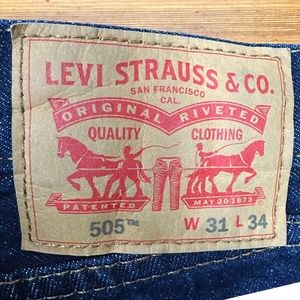 LEVI STRAUSS & CO.
SAN FRANCISCO
CAL.
ORIGINAL RIVETED
QUALITY CLOTHING
PATENTED MAY 20 1873
505™ W 31 L 34